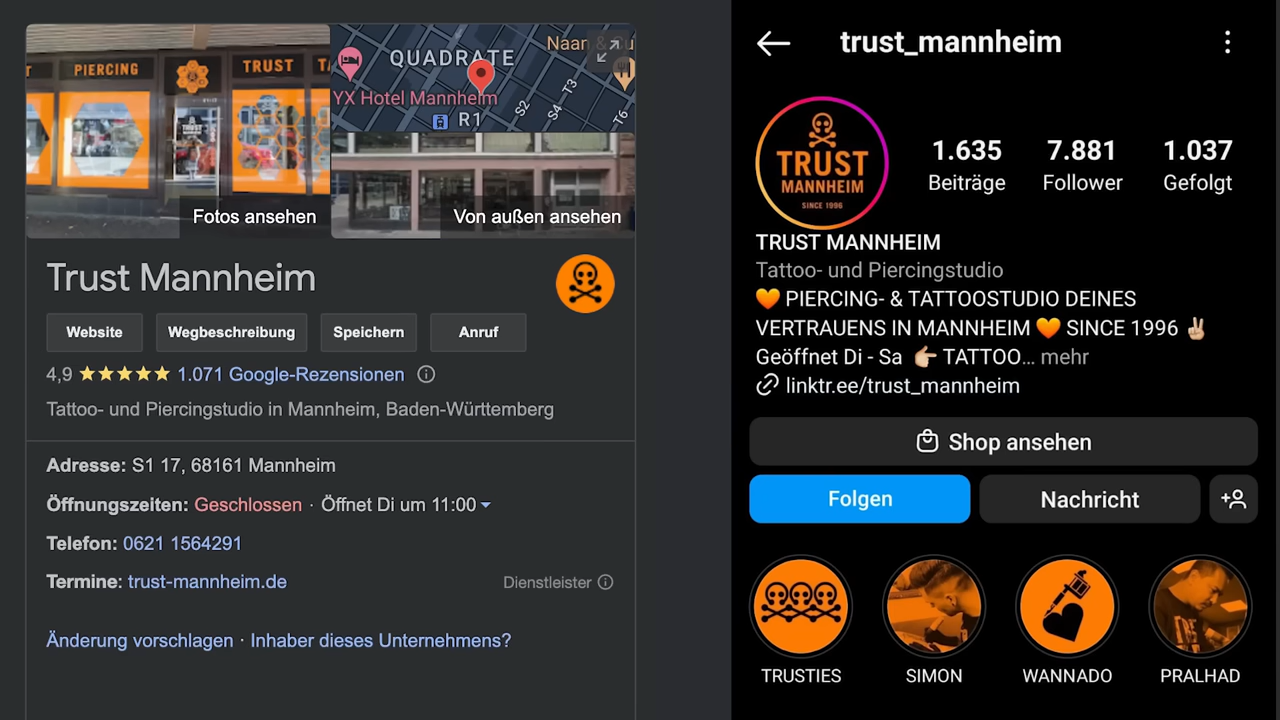 PIERCING
TRUST
Fotos ansehen
QUADRATE
YX Hotel Mannheim
R1
S2
S4
T3
T6
Von außen ansehen
Trust Mannheim
Website
Wegbeschreibung
Speichern
Anruf
4,9 1.071 Google-Rezensionen
Tattoo- und Piercingstudio in Mannheim, Baden-Württemberg
Adresse: S1 17, 68161 Mannheim
Öffnungszeiten: Geschlossen · Öffnet Di um 11:00
Telefon: 0621 1564291
Termine: trust-mannheim.de
Dienstleister
Änderung vorschlagen · Inhaber dieses Unternehmens?
trust_mannheim
TRUST
MANNHEIM
SINCE 1996
1.635
Beiträge
7.881
Follower
1.037
Gefolgt
TRUST MANNHEIM
Tattoo- und Piercingstudio
🧡 PIERCING- & TATTOOSTUDIO DEINES
VERTRAUENS IN MANNHEIM 🧡 SINCE 1996 ✌🏼
Geöffnet Di - Sa 👉🏼 TATTOO… mehr
linktr.ee/trust_mannheim
Shop ansehen
Folgen
Nachricht
TRUSTIES
SIMON
WANNADO
PRALHAD